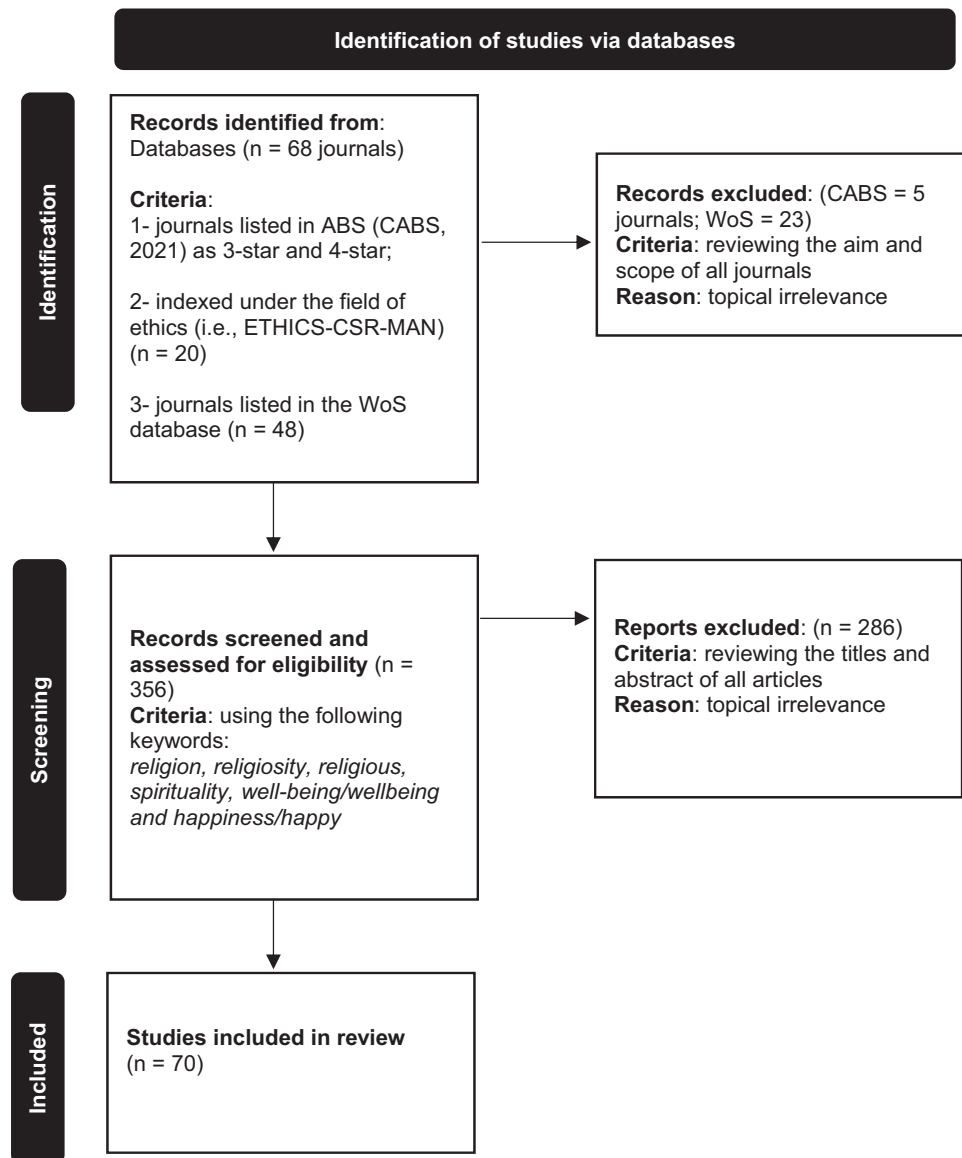 Identification of studies via databases
Identification
Records identified from:
Databases (n = 68 journals)
Criteria:
1- journals listed in ABS (CABS,
2021) as 3-star and 4-star;
2- indexed under the field of
ethics (i.e., ETHICS-CSR-MAN)
(n = 20)
3- journals listed in the WoS
database (n = 48)
Records excluded: (CABS = 5
journals; WoS = 23)
Criteria: reviewing the aim and
scope of all journals
Reason: topical irrelevance
Screening
Records screened and
assessed for eligibility (n =
356)
Criteria: using the following
keywords:
religion, religiosity, religious,
spirituality, well-being/wellbeing
and happiness/happy
Reports excluded: (n = 286)
Criteria: reviewing the titles and
abstract of all articles
Reason: topical irrelevance
Included
Studies included in review
(n = 70)